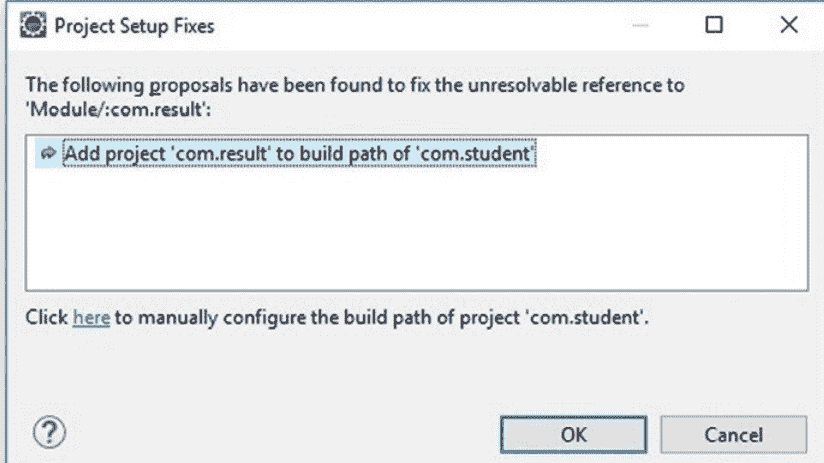 Project Setup Fixes
The following proposals have been found to fix the unresolvable reference to
'Module/:com.result':
Add project 'com.result' to build path of 'com.student'
Click here to manually configure the build path of project 'com.student'.
?
OK
Cancel